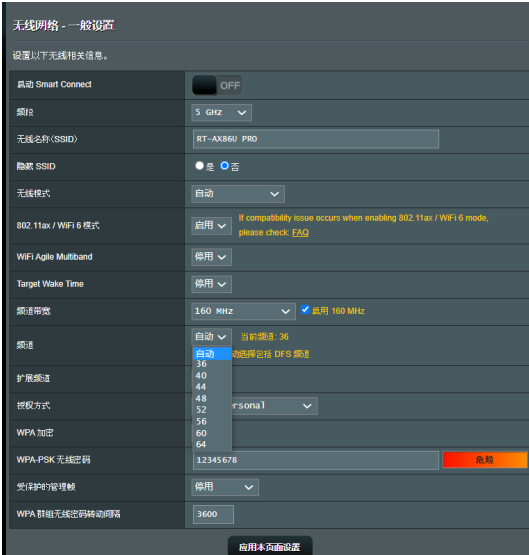 无线网络 - 一般设置
设置以下无线相关信息。
启动 Smart Connect
OFF
频段
5 GHz
无线名称(SSID)
RT-AX86U PRO
隐藏 SSID
是 否
无线模式
自动
802.11ax / WiFi 6 模式
启用
If compatibility issue occurs when enabling 802.11ax / WiFi 6 mode,
please check: FAQ
WiFi Agile Multiband
停用
Target Wake Time
停用
频道带宽
160 MHz
启用 160 MHz
频道
自动
当前频道: 36
自动
动选择包括 DFS 频道
36
40
44
48
52
56
60
64
扩展频道
授权方式
rsonal
WPA 加密
WPA-PSK 无线密码
12345678
危险
受保护的管理帧
停用
WPA 群组无线密码转动间隔
3600
应用本页面设置